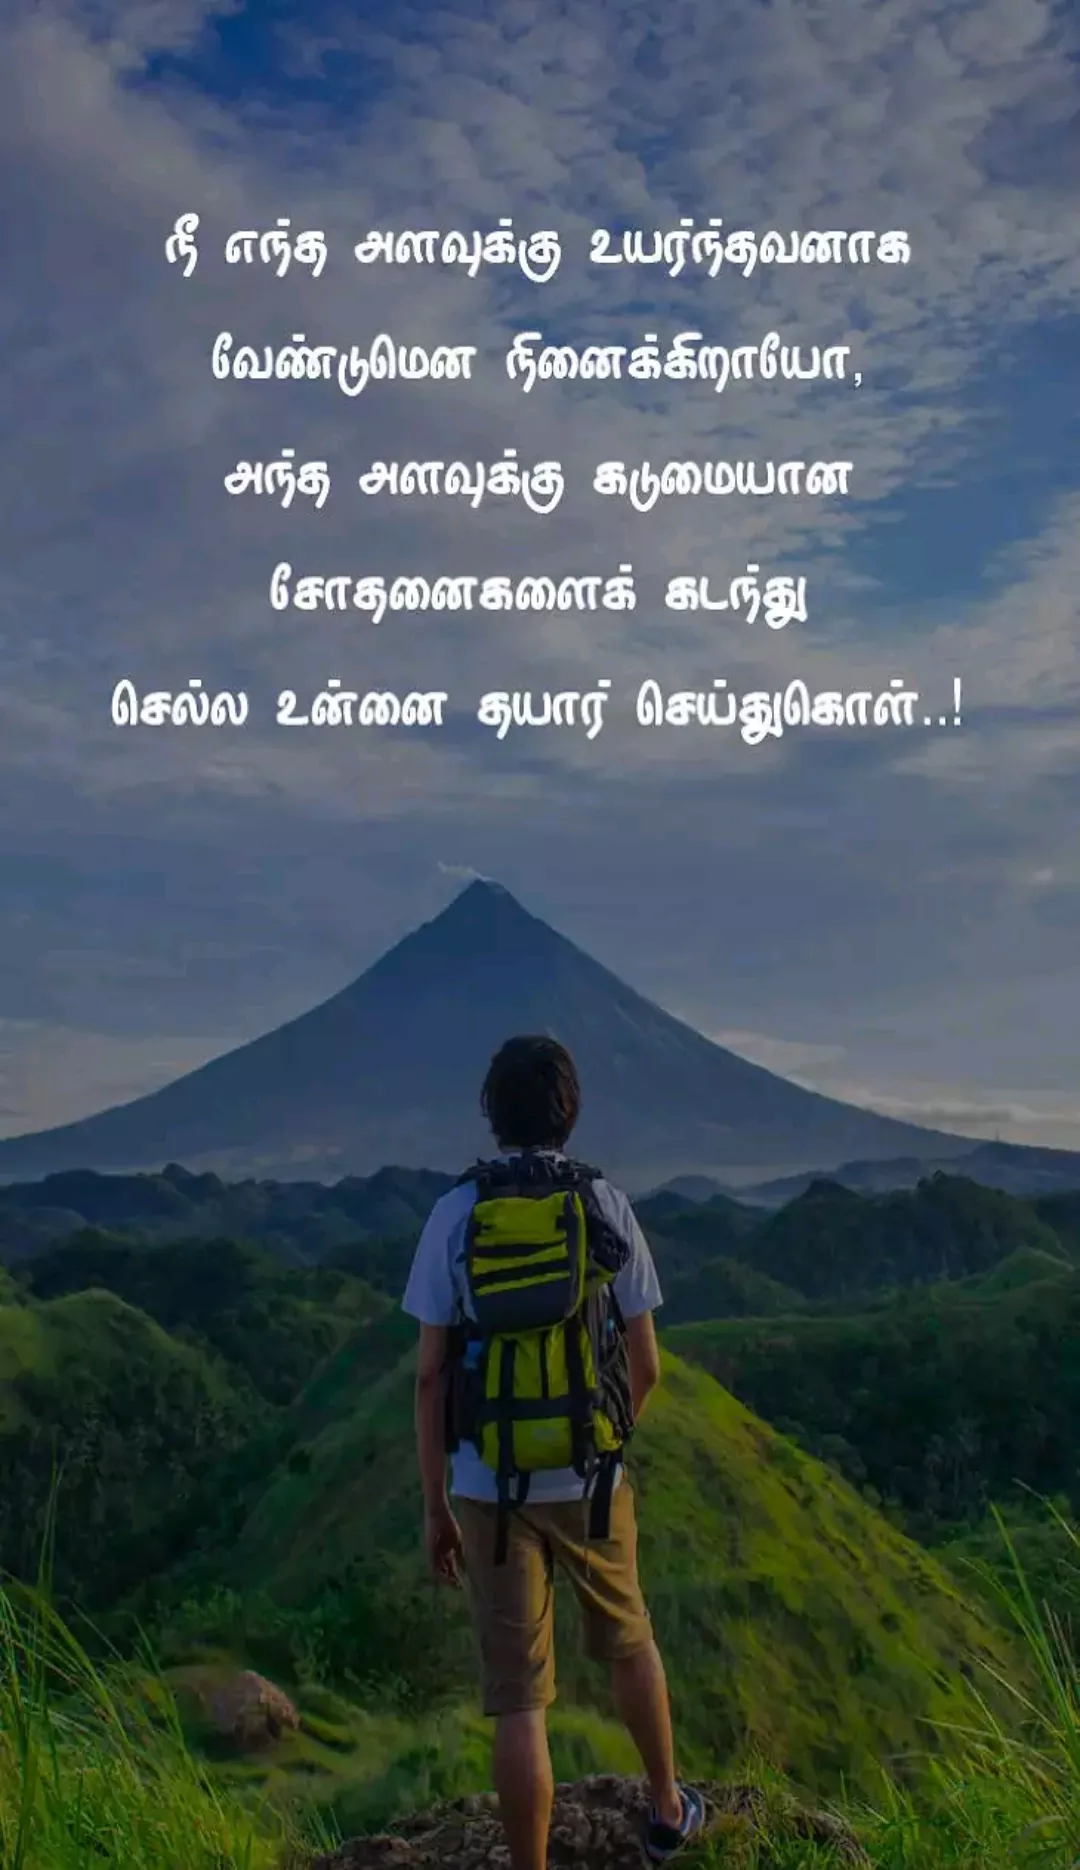 நீ எந்த அளவுக்கு உயர்ந்தவனாக
வேண்டுமென நினைக்கிறாயோ,
அந்த அளவுக்கு கடுமையான
சோதனைகளைக் கடந்து
செல்ல உன்னை தயார் செய்துகொள்..!